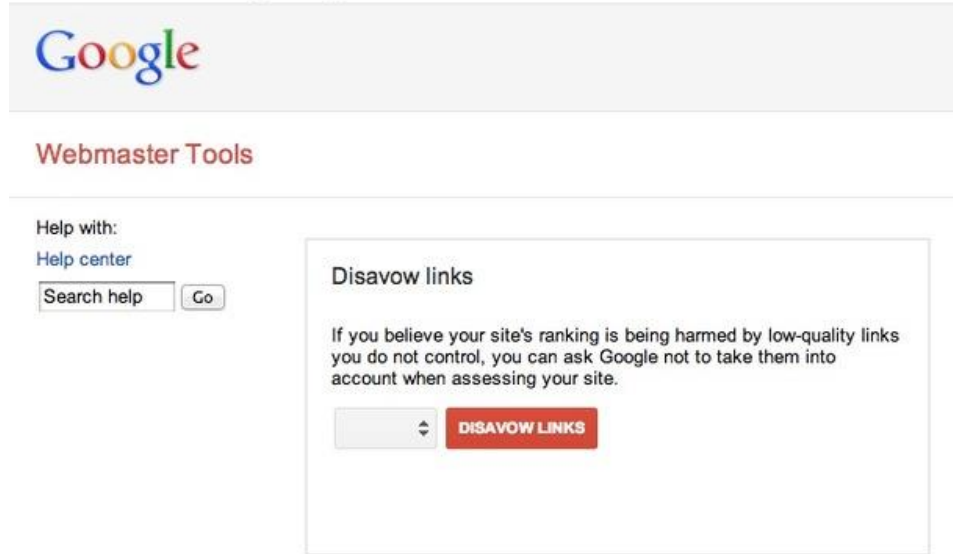 Google
Webmaster Tools
Help with:
Help center
Search help Go
Disavow links
If you believe your site's ranking is being harmed by low-quality links
you do not control, you can ask Google not to take them into
account when assessing your site.
DISAVOW LINKS